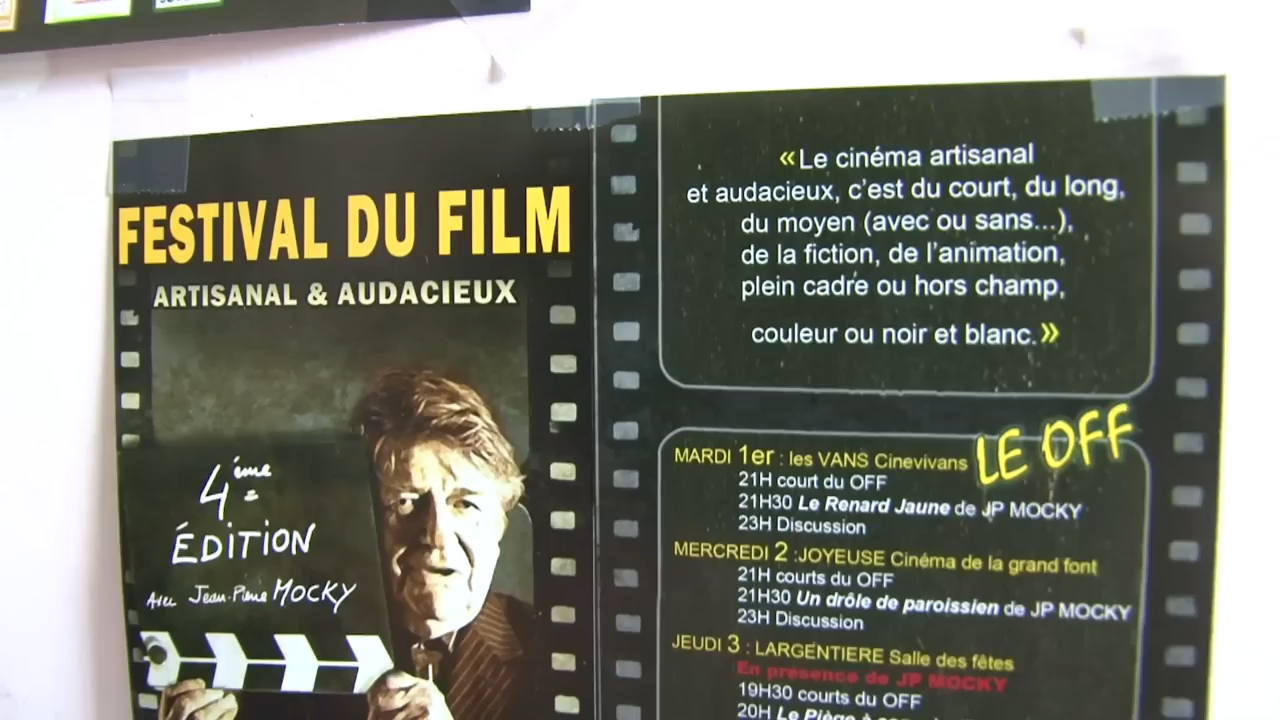 FESTIVAL DU FILM
ARTISANAL & AUDACIEUX
4ème
ÉDITION
Avec Jean-Pierre MOCKY
«Le cinéma artisanal
et audacieux, c'est du court, du long,
du moyen (avec ou sans...),
de la fiction, de l'animation,
plein cadre ou hors champ,
couleur ou noir et blanc.»
LE OFF
MARDI 1er : les VANS Cinevivans
21H court du OFF
21H30 Le Renard Jaune de JP MOCKY
23H Discussion
MERCREDI 2 :JOYEUSE Cinéma de la grand font
21H courts du OFF
21H30 Un drôle de paroissien de JP MOCKY
23H Discussion
JEUDI 3 : LARGENTIERE Salle des fêtes
En présence de JP MOCKY
19H30 courts du OFF
20H Le Piège à